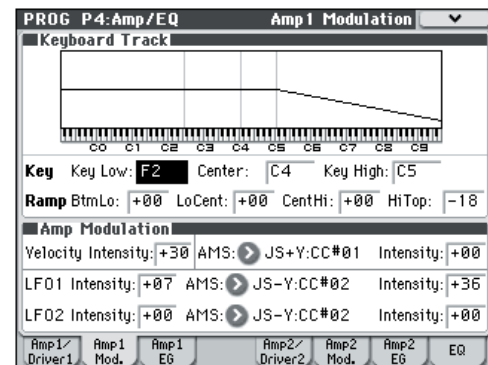 PROG P4:Amp/EQ Amp1 Modulation
Keyboard Track
C0 C1 C2 C3 C4 C5 C6 C7 C8 C9
Key Key Low: F2 Center: C4 Key High: C5
Ramp BtmLo: +00 LoCent: +00 CentHi: +00 HiTop: -18
Amp Modulation
Velocity Intensity: +30 AMS: JS+Y:CC#01 Intensity: +00
LFO1 Intensity: +07 AMS: JS-Y:CC#02 Intensity: +36
LFO2 Intensity: +00 AMS: JS-Y:CC#02 Intensity: +00
Amp1/ Driver1 Amp1 Mod. Amp1 EG Amp2/ Driver2 Amp2 Mod. Amp2 EG EQ